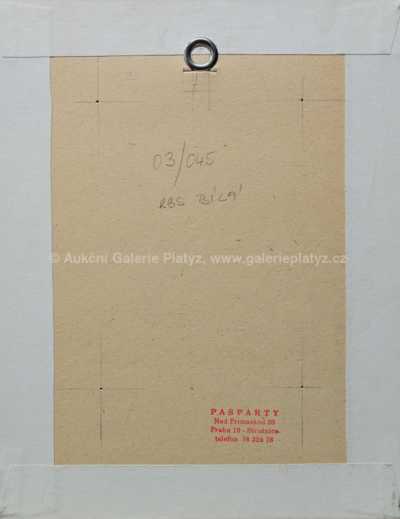 03/045
RBS BÍLÁ
© Aukční Galerie Platýz, www.galerieplatyz.cz
PASPARTY
Nad Primaskou 39
Praha 10 - Strašnice
telefon 78 224 78